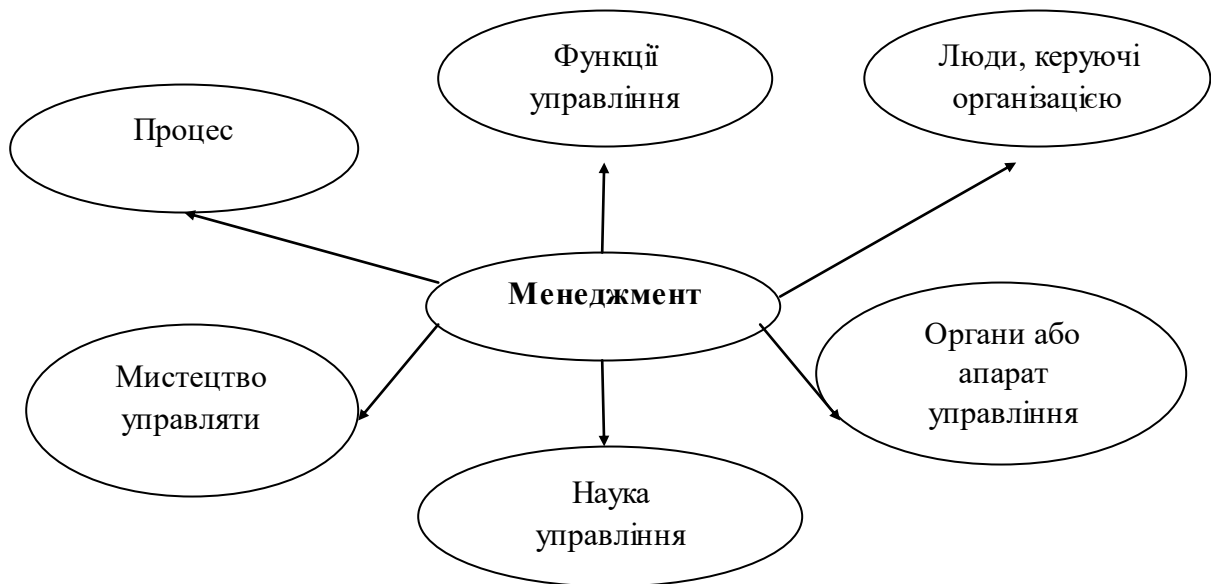 Функції
управління
Люди, керуючі
організацією
Процес
Менеджмент
Органи або
апарат
управління
Мистецтво
управляти
Наука
управління